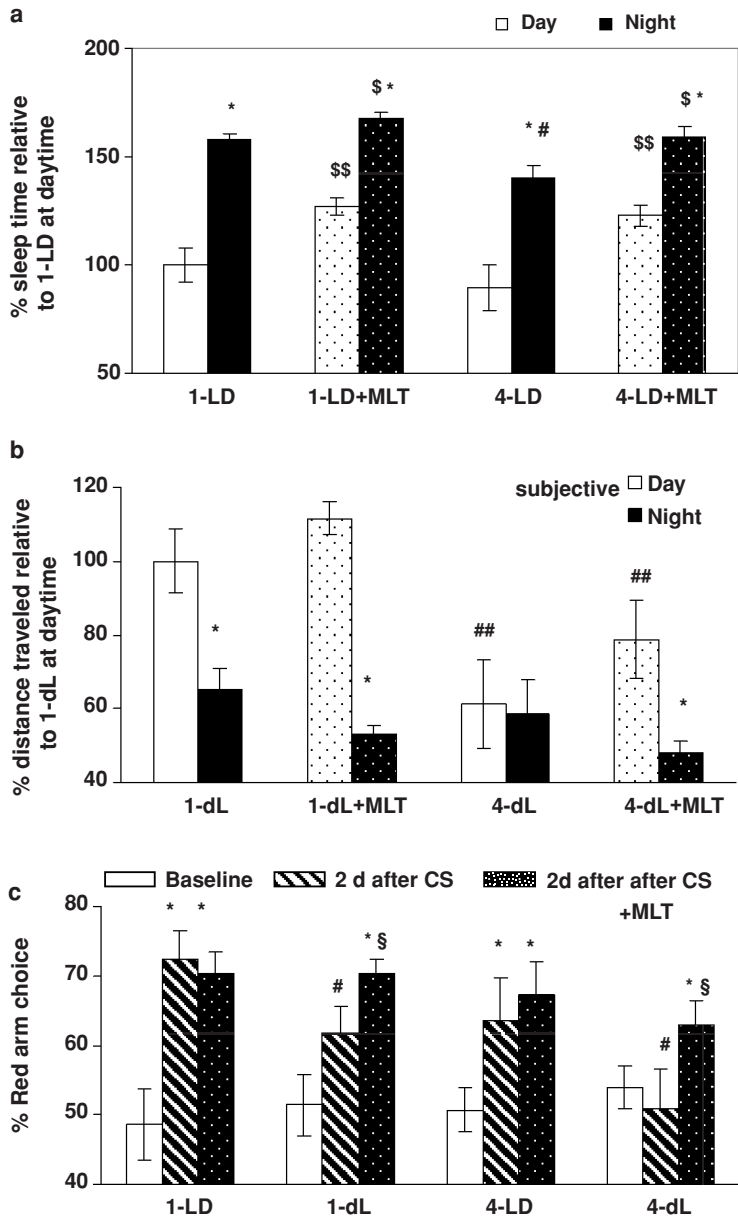 a
Day Night
% sleep time relative
to 1-LD at daytime
200
150
100
50
*
$$
$ *
* #
$$
$ *
1-LD 1-LD+MLT 4-LD 4-LD+MLT
b
subjective Day
Night
% distance traveled relative
to 1-dL at daytime
120
100
80
60
40
*
*
##
##
*
1-dL 1-dL+MLT 4-dL 4-dL+MLT
c
Baseline 2 d after CS 2d after after CS
+MLT
% Red arm choice
80
70
60
50
40
* *
#
* §
* *
#
* §
1-LD 1-dL 4-LD 4-dL